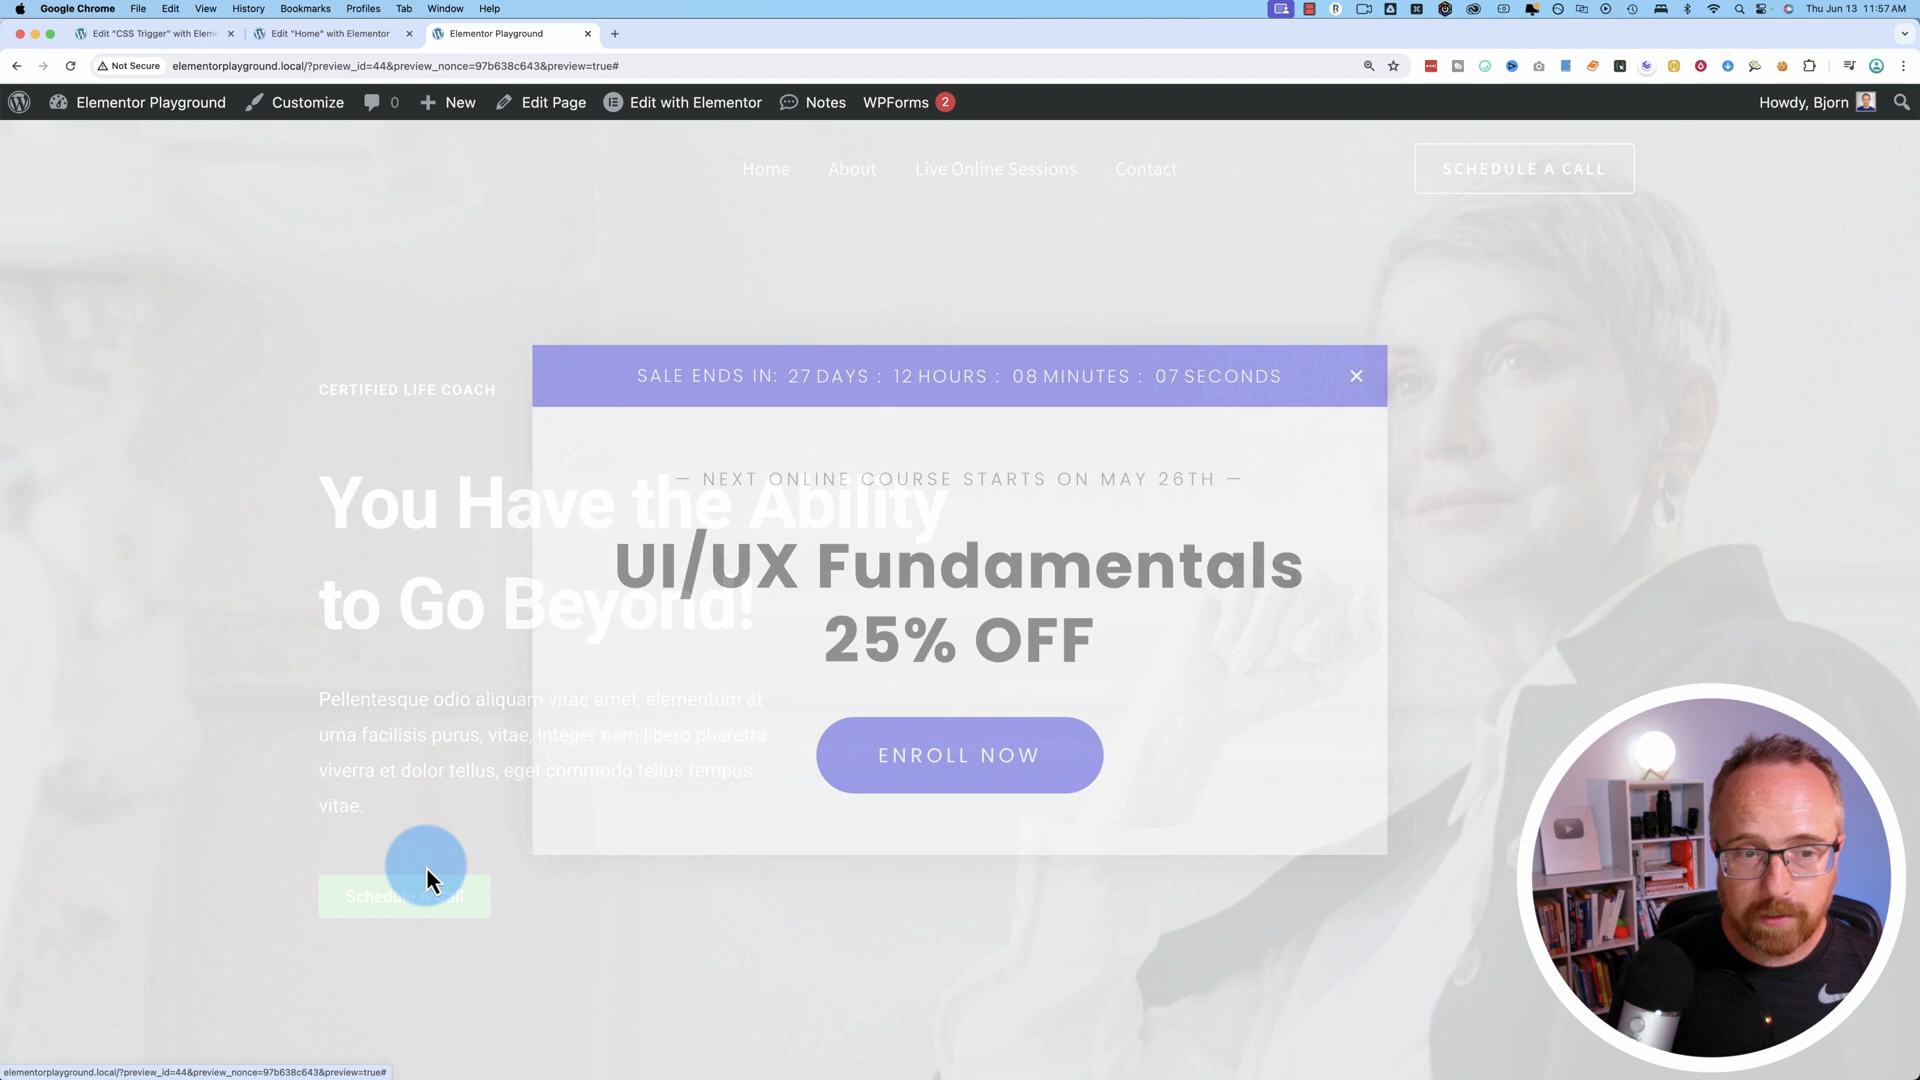 Google Chrome File Edit View History Bookmarks Profiles Tab Window Help Thu Jun 13 11:57 AM
Edit "CSS Trigger" with Elem Edit "Home" with Elementor Elementor Playground
Not Secure elementorplayground.local/?preview_id=44&preview_nonce=97b638c643&preview=true#
Elementor Playground Customize 0 New Edit Page Edit with Elementor Notes WPForms 2 Howdy, Bjorn
Home About Live Online Sessions Contact SCHEDULE A CALL
SALE ENDS IN: 27 DAYS : 12 HOURS : 08 MINUTES : 07 SECONDS
CERTIFIED LIFE COACH
— NEXT ONLINE COURSE STARTS ON MAY 26TH —
You Have the Ability
to Go Beyond!
UI/UX Fundamentals
25% OFF
Pellentesque odio aliquam vitae amet, elementum at
urna facilisis purus, vitae, integer nam libero pharetra
viverra et dolor tellus, eget commodo tellus tempus
vitae.
ENROLL NOW
Schedule A Call
elementorplayground.local/?preview_id=44&preview_nonce=97b638c643&preview=true#